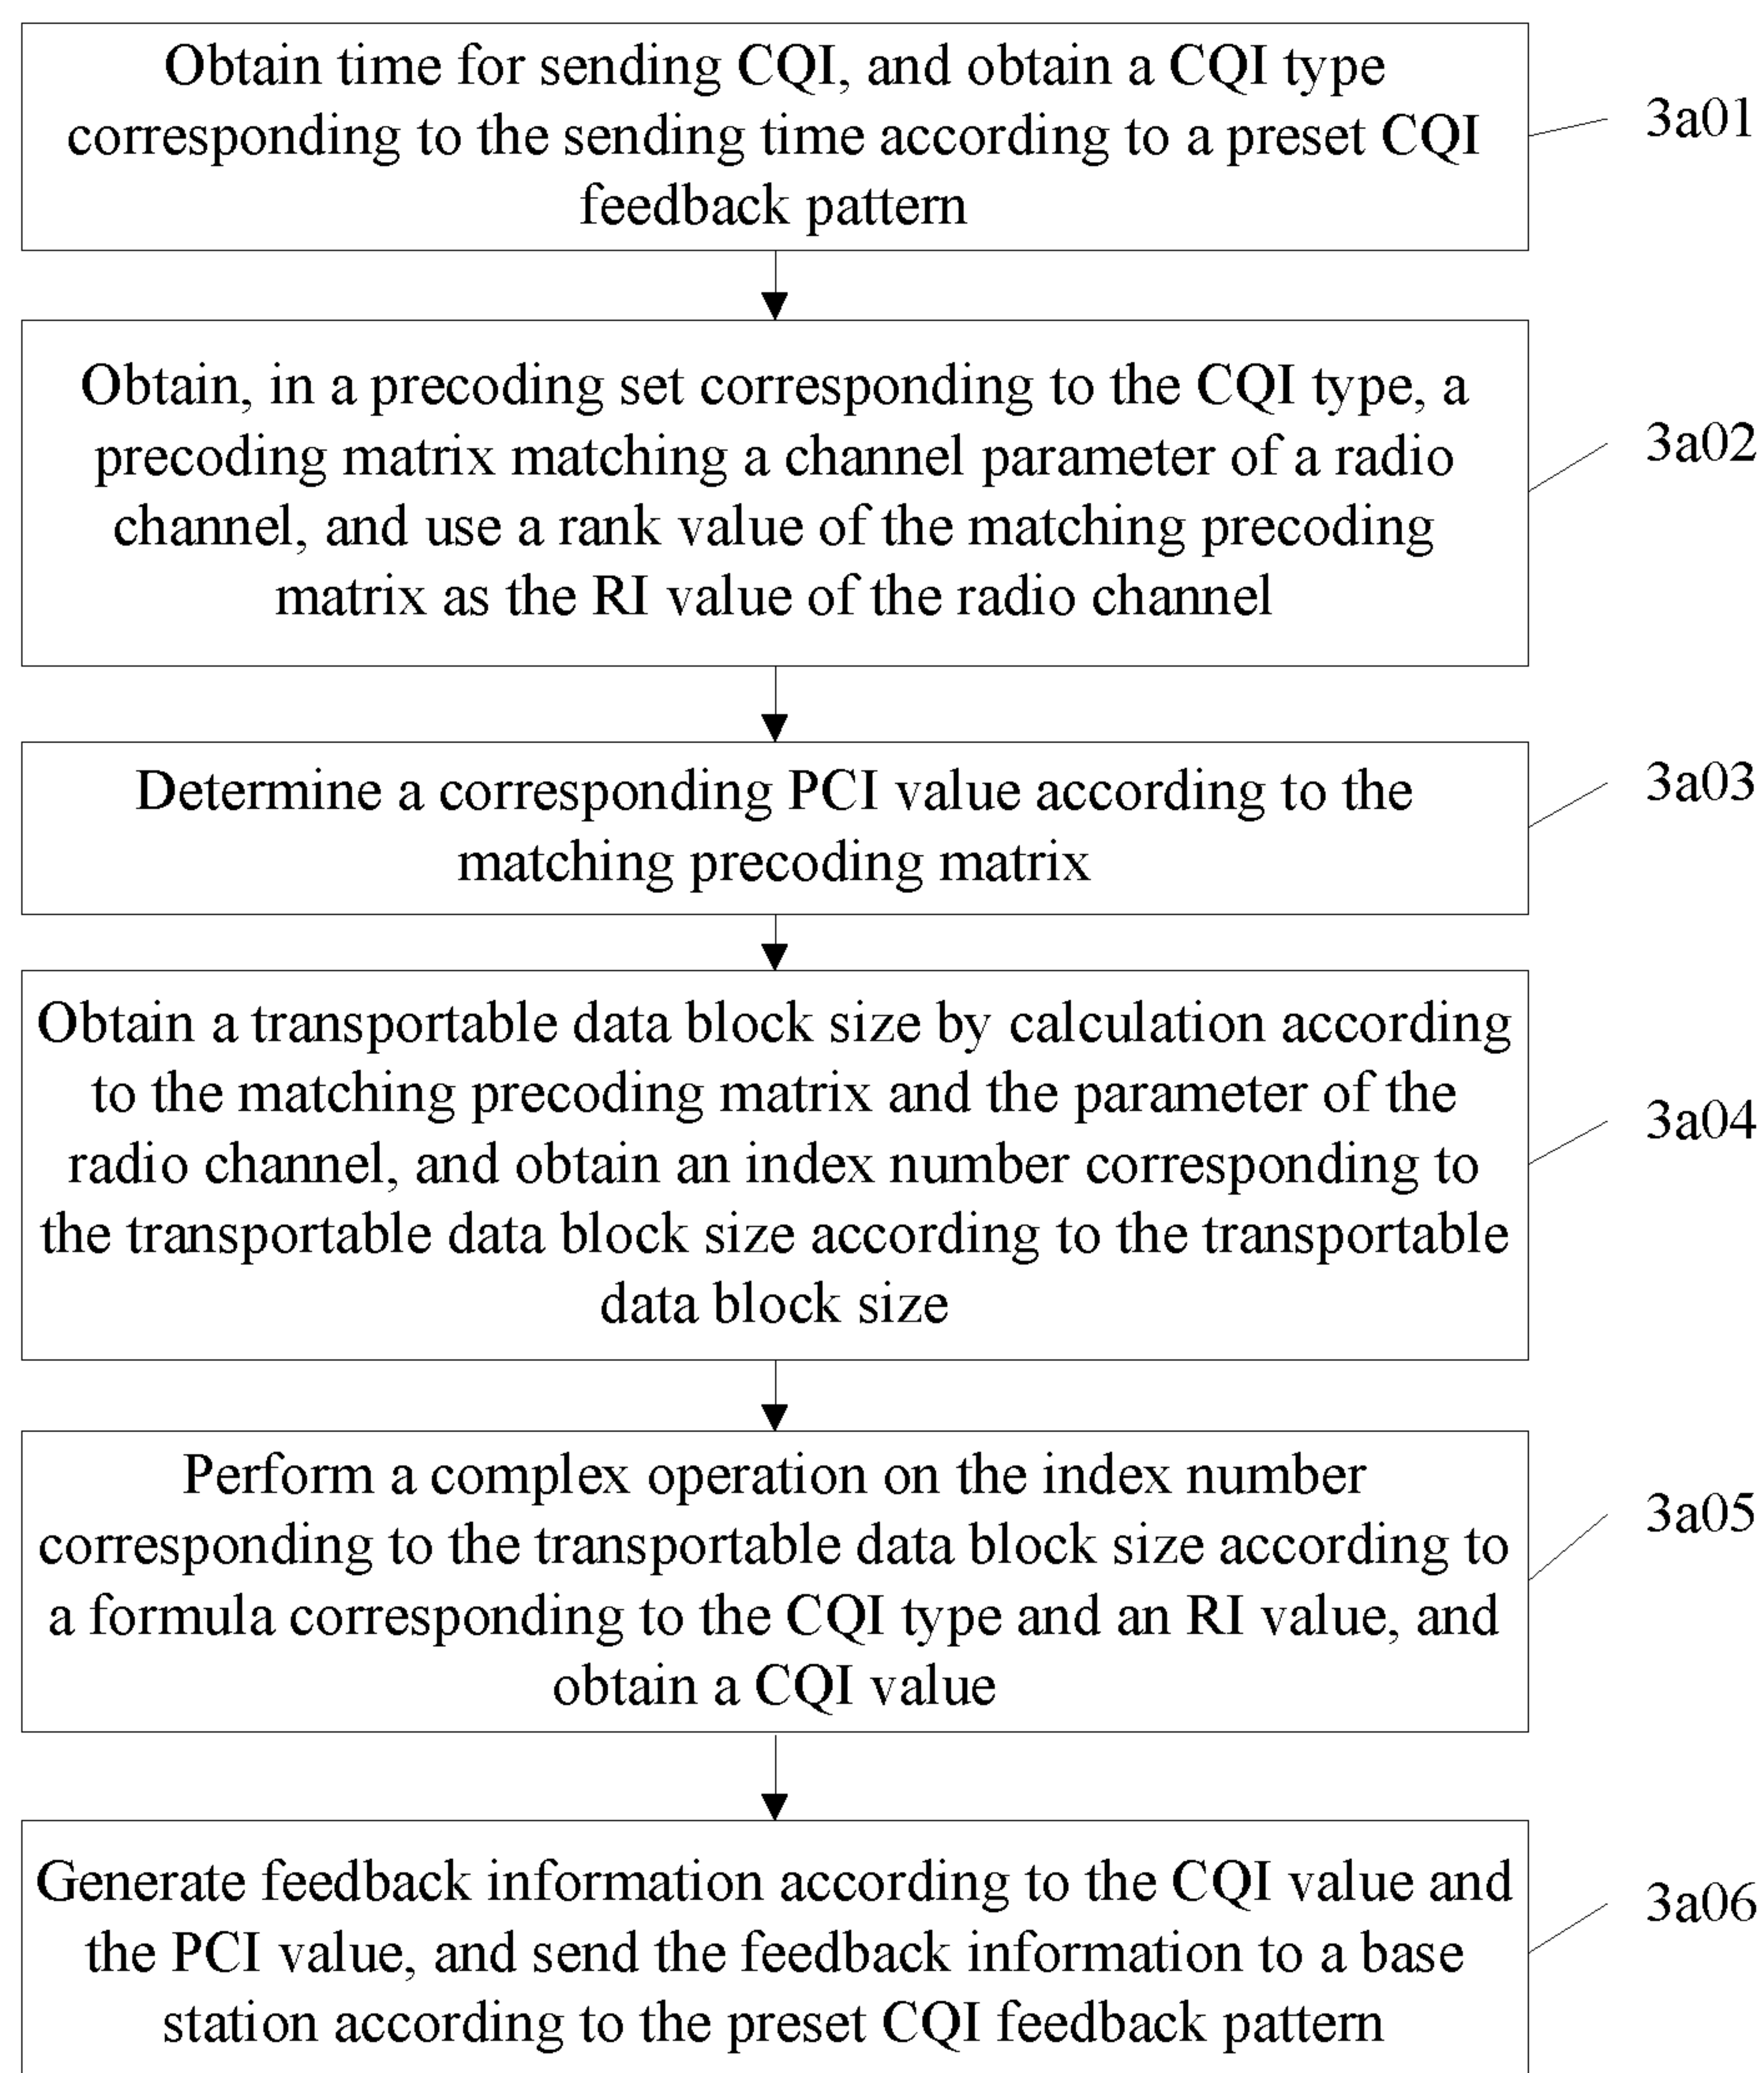 Obtain time for sending CQI, and obtain a CQI type
corresponding to the sending time according to a preset CQI
feedback pattern
3a01
Obtain, in a precoding set corresponding to the CQI type, a
precoding matrix matching a channel parameter of a radio
channel, and use a rank value of the matching precoding
matrix as the RI value of the radio channel
3a02
Determine a corresponding PCI value according to the
matching precoding matrix
3a03
Obtain a transportable data block size by calculation according
to the matching precoding matrix and the parameter of the
radio channel, and obtain an index number corresponding to
the transportable data block size according to the transportable
data block size
3a04
Perform a complex operation on the index number
corresponding to the transportable data block size according to
a formula corresponding to the CQI type and an RI value, and
obtain a CQI value
3a05
Generate feedback information according to the CQI value and
the PCI value, and send the feedback information to a base
station according to the preset CQI feedback pattern
3a06